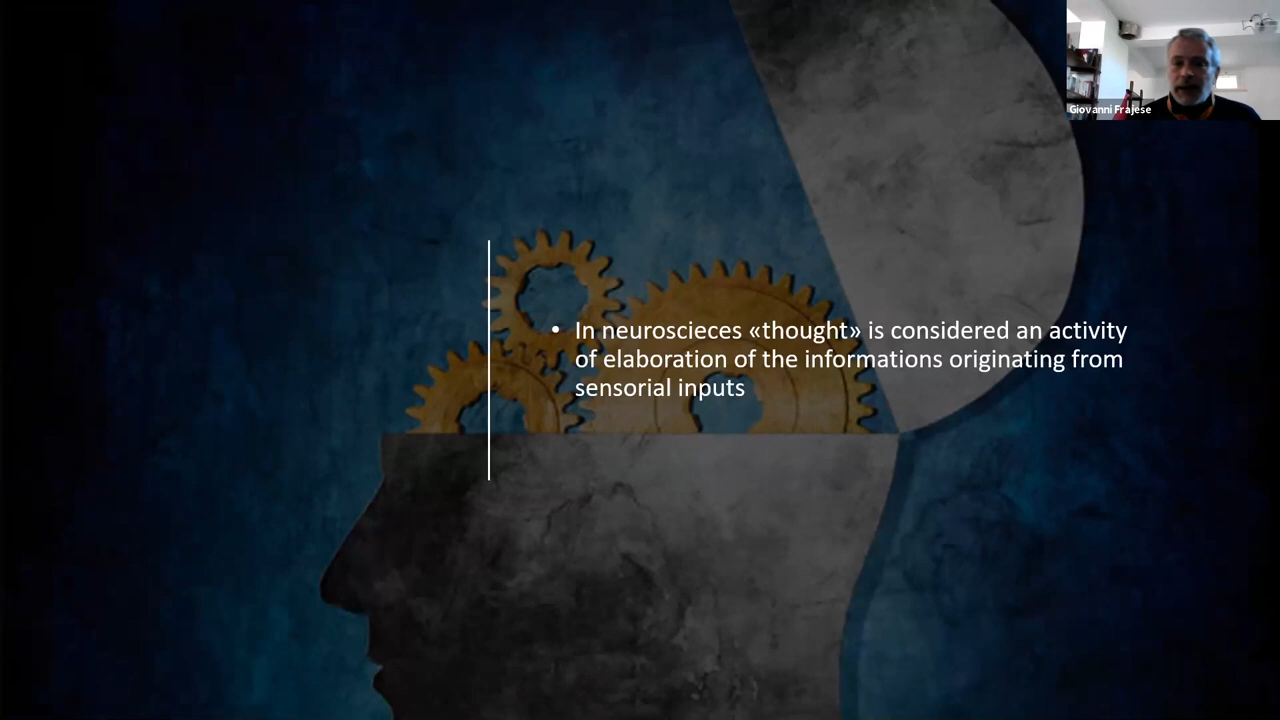 Giovanni Frajese
• In neuroscieces «thought» is considered an activity
of elaboration of the informations originating from
sensorial inputs